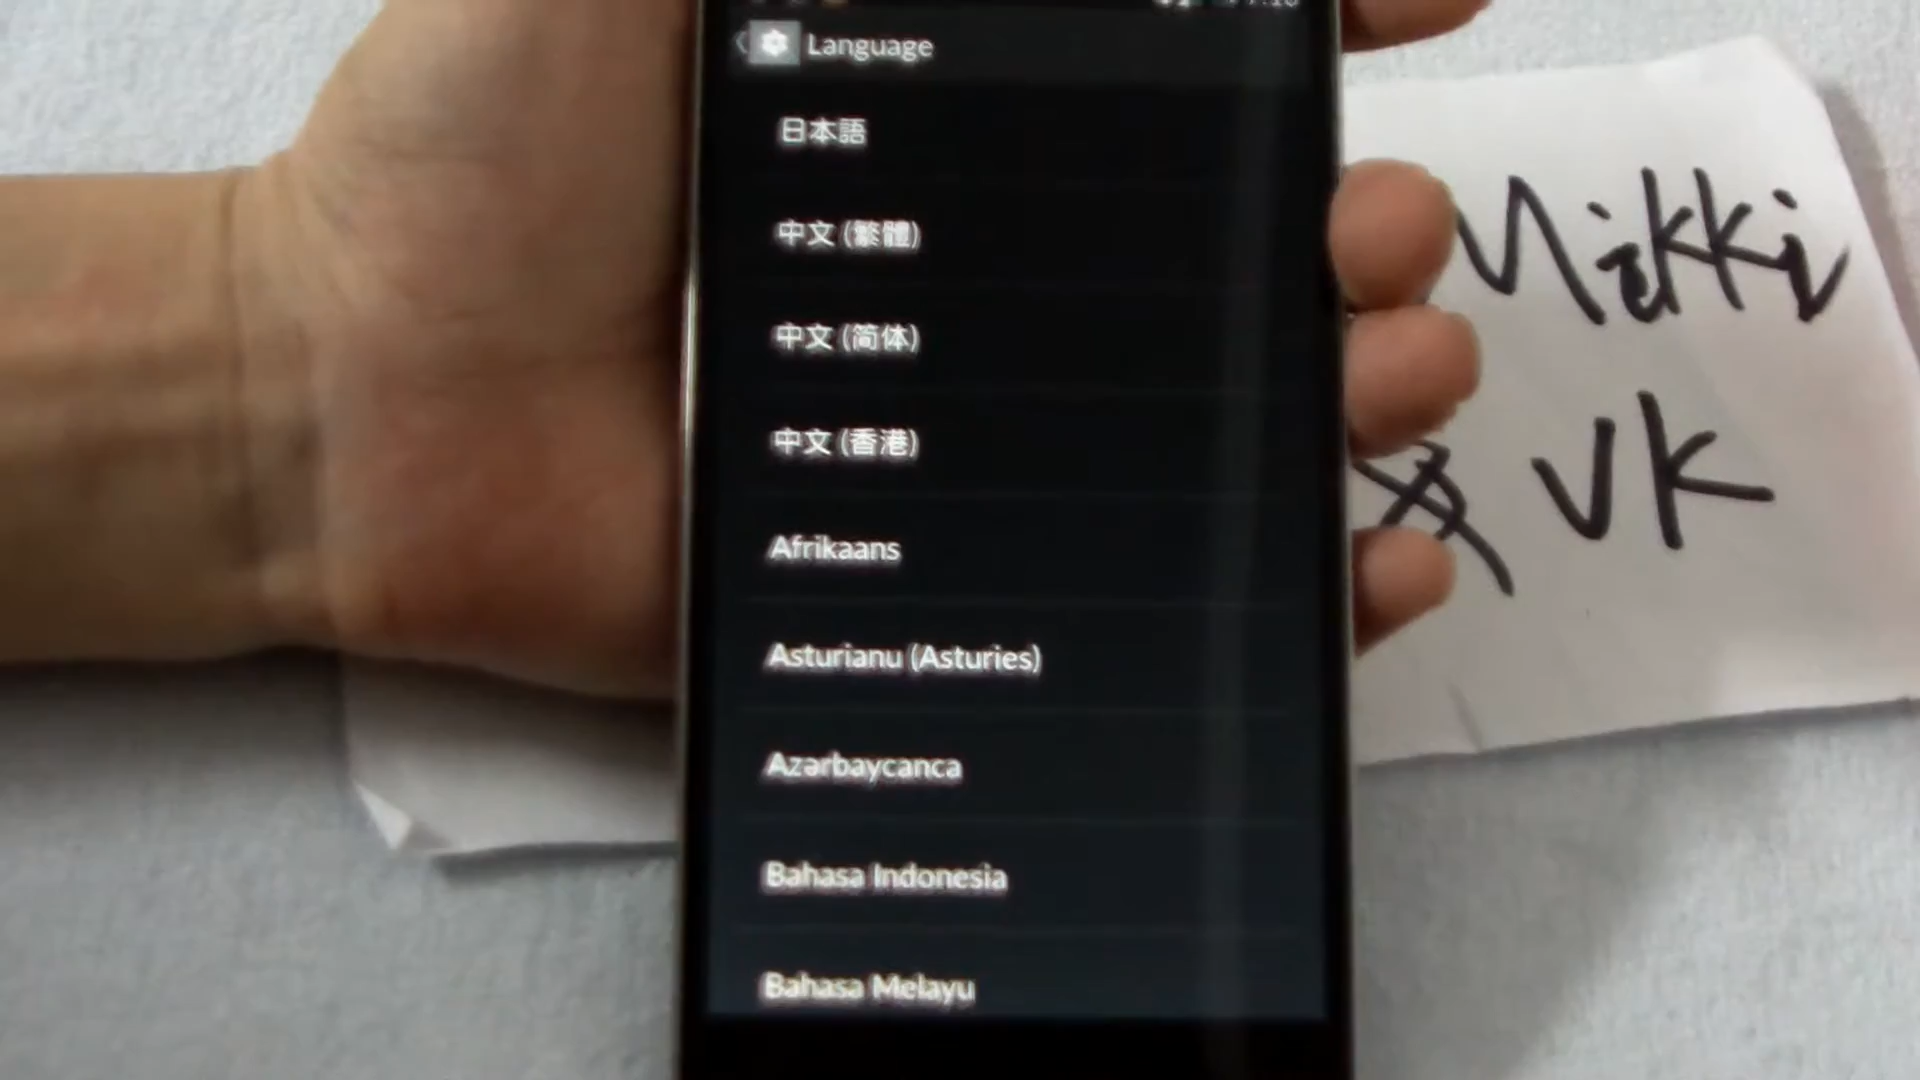 Language
日本語
中文 (繁體)
中文 (简体)
中文 (香港)
Afrikaans
Asturianu (Asturies)
Azərbaycanca
Bahasa Indonesia
Bahasa Melayu
Nikki
VK